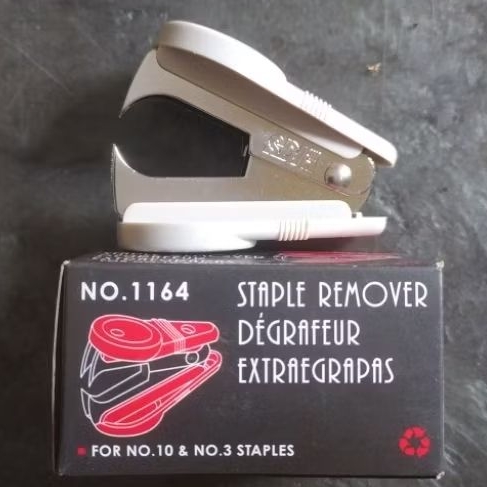 NO.1164
STAPLE REMOVER
DÉGRAFEUR
EXTRAEGRAPAS
FOR NO.10 & NO.3 STAPLES